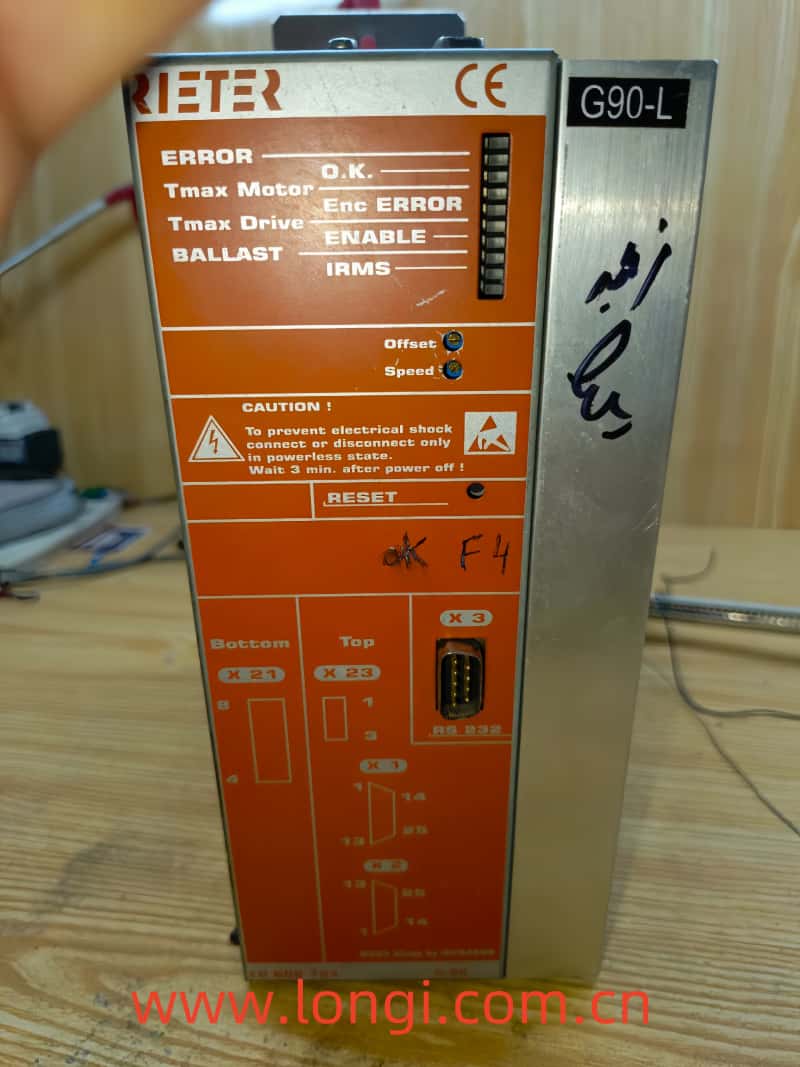 RIETER
CE
G90-L
ERROR
O.K.
Tmax Motor
Enc ERROR
Tmax Drive
ENABLE
BALLAST
IRMS
Offset
Speed
CAUTION !
To prevent electrical shock
connect or disconnect only
in powerless state.
Wait 3 min. after power off !
RESET
OK F4
X 3
Bottom
Top
X 21
X 23
8
1
3
4
RS 232
X 1
1
14
25
13
13
25
14
1
www.longi.com.cn